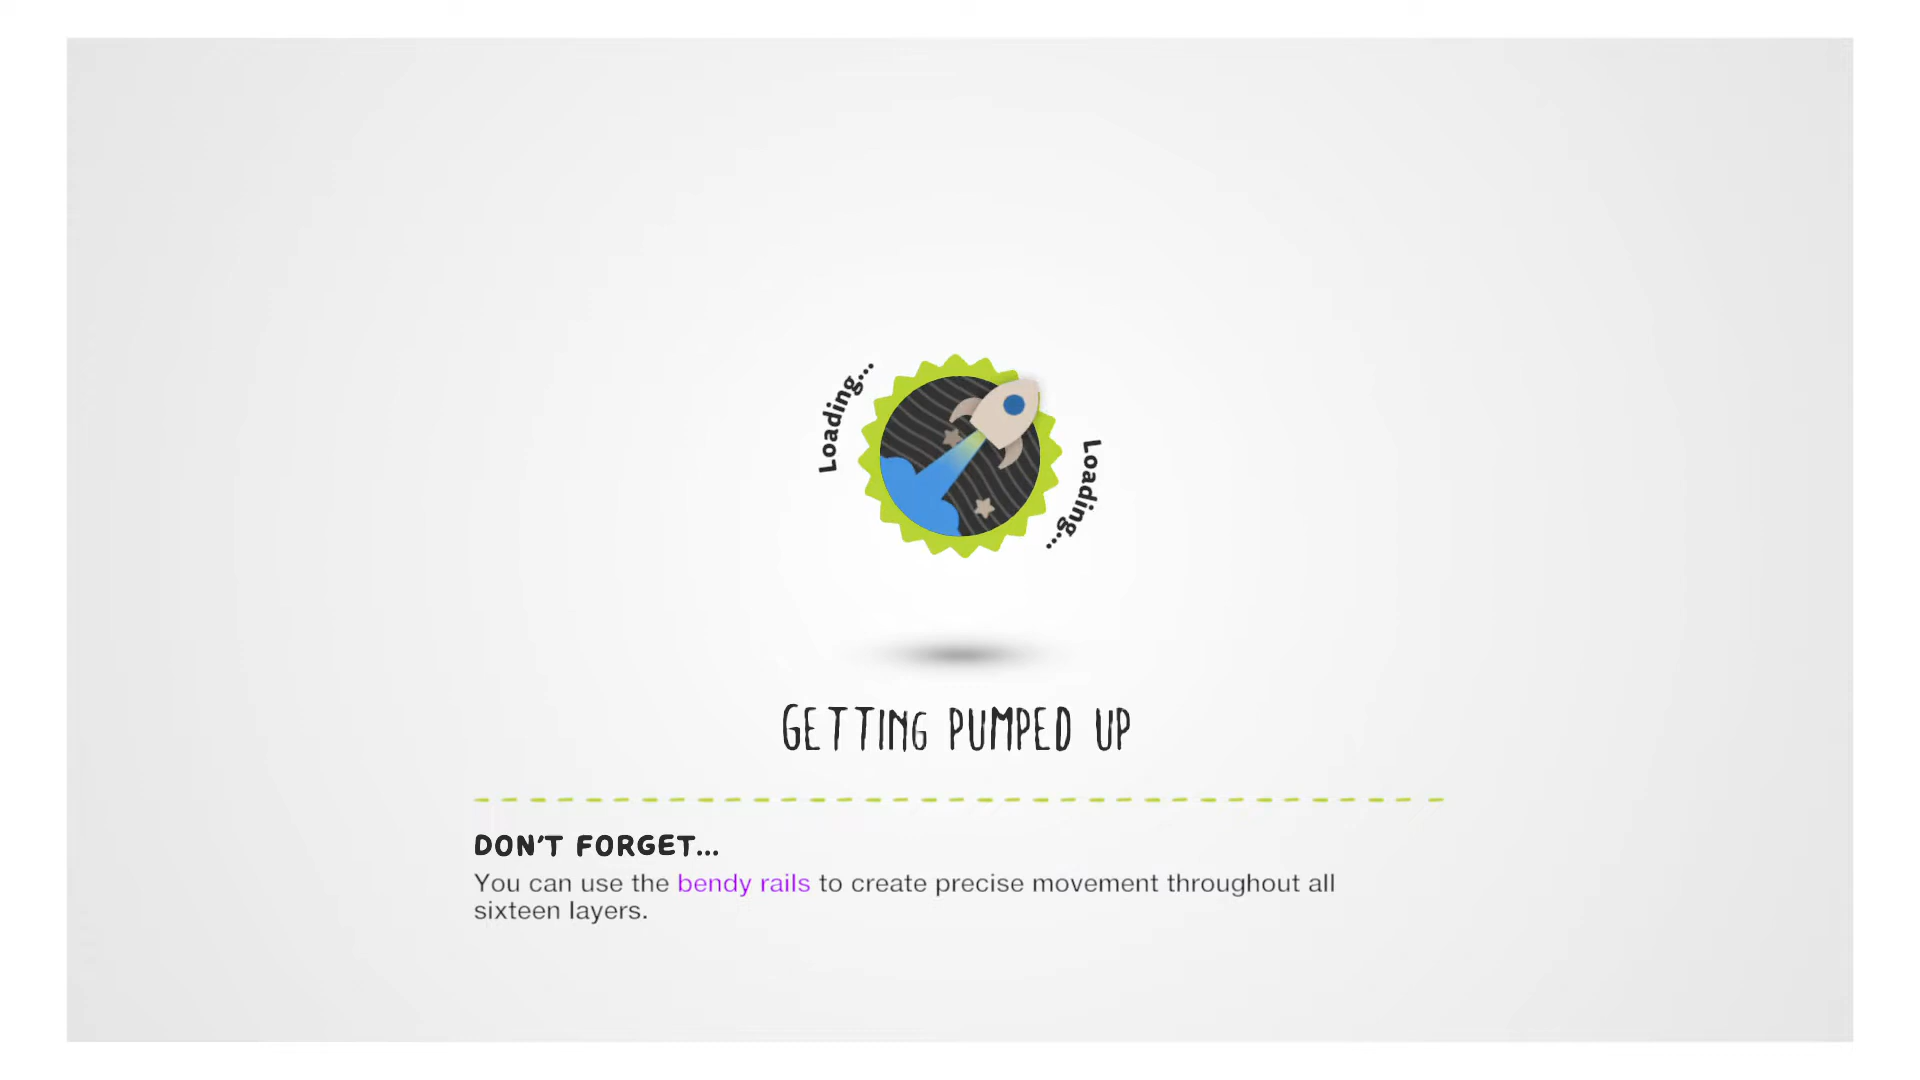 Loading...
Loading...
GETTING PUMPED UP
DON'T FORGET...
You can use the bendy rails to create precise movement throughout all
sixteen layers.